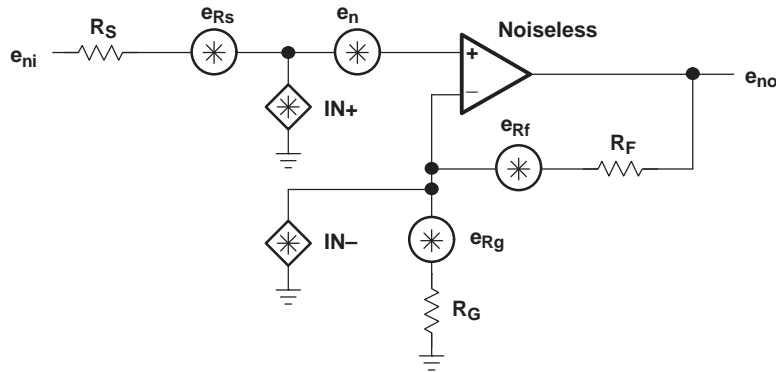 eRs
en
Noiseless
RS
eni
+
−
eno
IN+
eRf
RF
IN−
eRg
RG